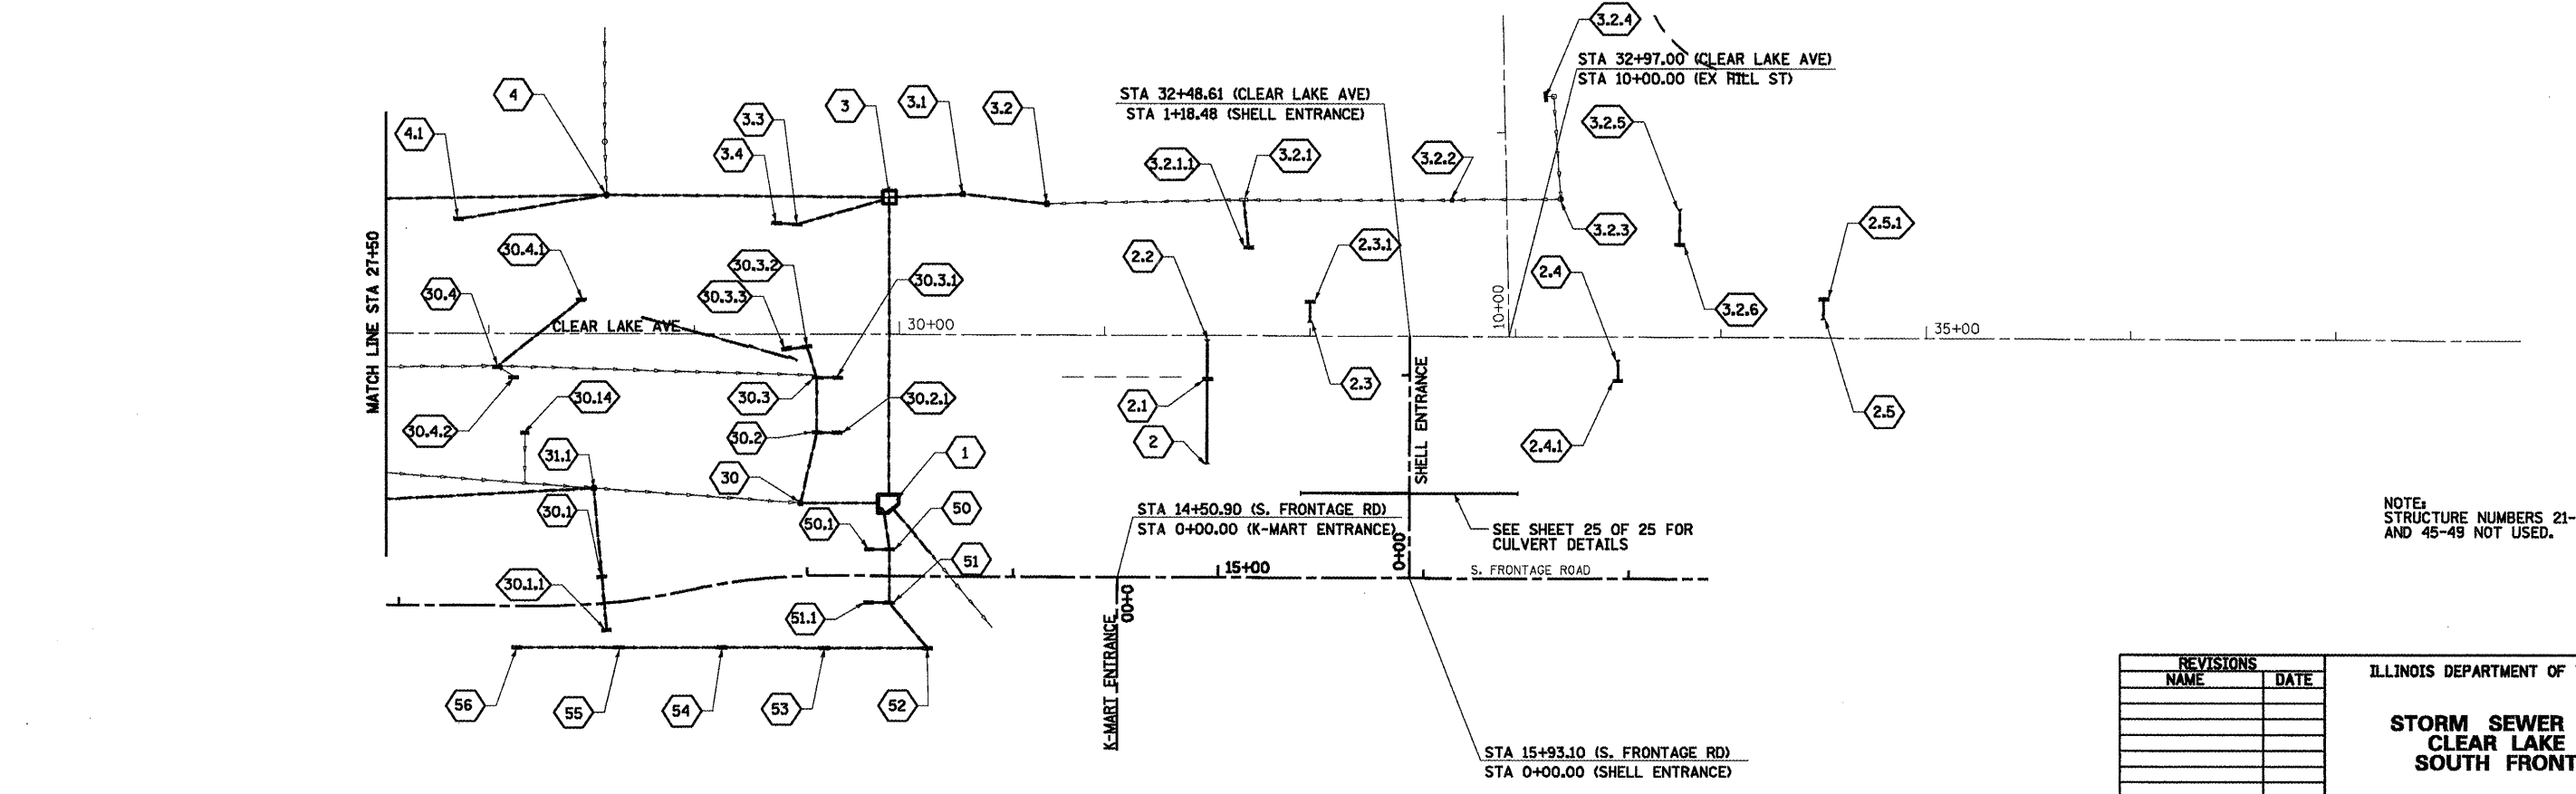 3.2.4
STA 32+97.00 (CLEAR LAKE AVE)
STA 10+00.00 (EX HILL ST)
4
3
3.1
3.2
STA 32+48.61 (CLEAR LAKE AVE)
STA 1+18.48 (SHELL ENTRANCE)
4.1
3.3
3.4
3.2.5
3.2.1.1
3.2.1
3.2.2
3.2.3
2.5.1
MATCH LINE STA 27+50
30.4.1
30.3.2
30.3.1
2.2
2.3.1
2.4
30.4
30.3.3
3.2.6
CLEAR LAKE AVE
30+00
10+00
35+00
30.14
30.3
30.2.1
2.1
2.3
SHELL ENTRANCE
2.5
30.4.2
30.2
2
2.4.1
31.1
1
30
30.1
50.1
50
STA 14+50.90 (S. FRONTAGE RD)
STA 0+00.00 (K-MART ENTRANCE)
SEE SHEET 25 OF 25 FOR
CULVERT DETAILS
NOTE:
STRUCTURE NUMBERS 21-
AND 45-49 NOT USED.
0+00
51
15+00
S. FRONTAGE ROAD
30.1.1
51.1
0+00
K-MART ENTRANCE
56
55
54
53
52
STA 15+93.10 (S. FRONTAGE RD)
STA 0+00.00 (SHELL ENTRANCE)
REVISIONS
NAME
DATE
ILLINOIS DEPARTMENT OF
STORM SEWER
CLEAR LAKE
SOUTH FRONT